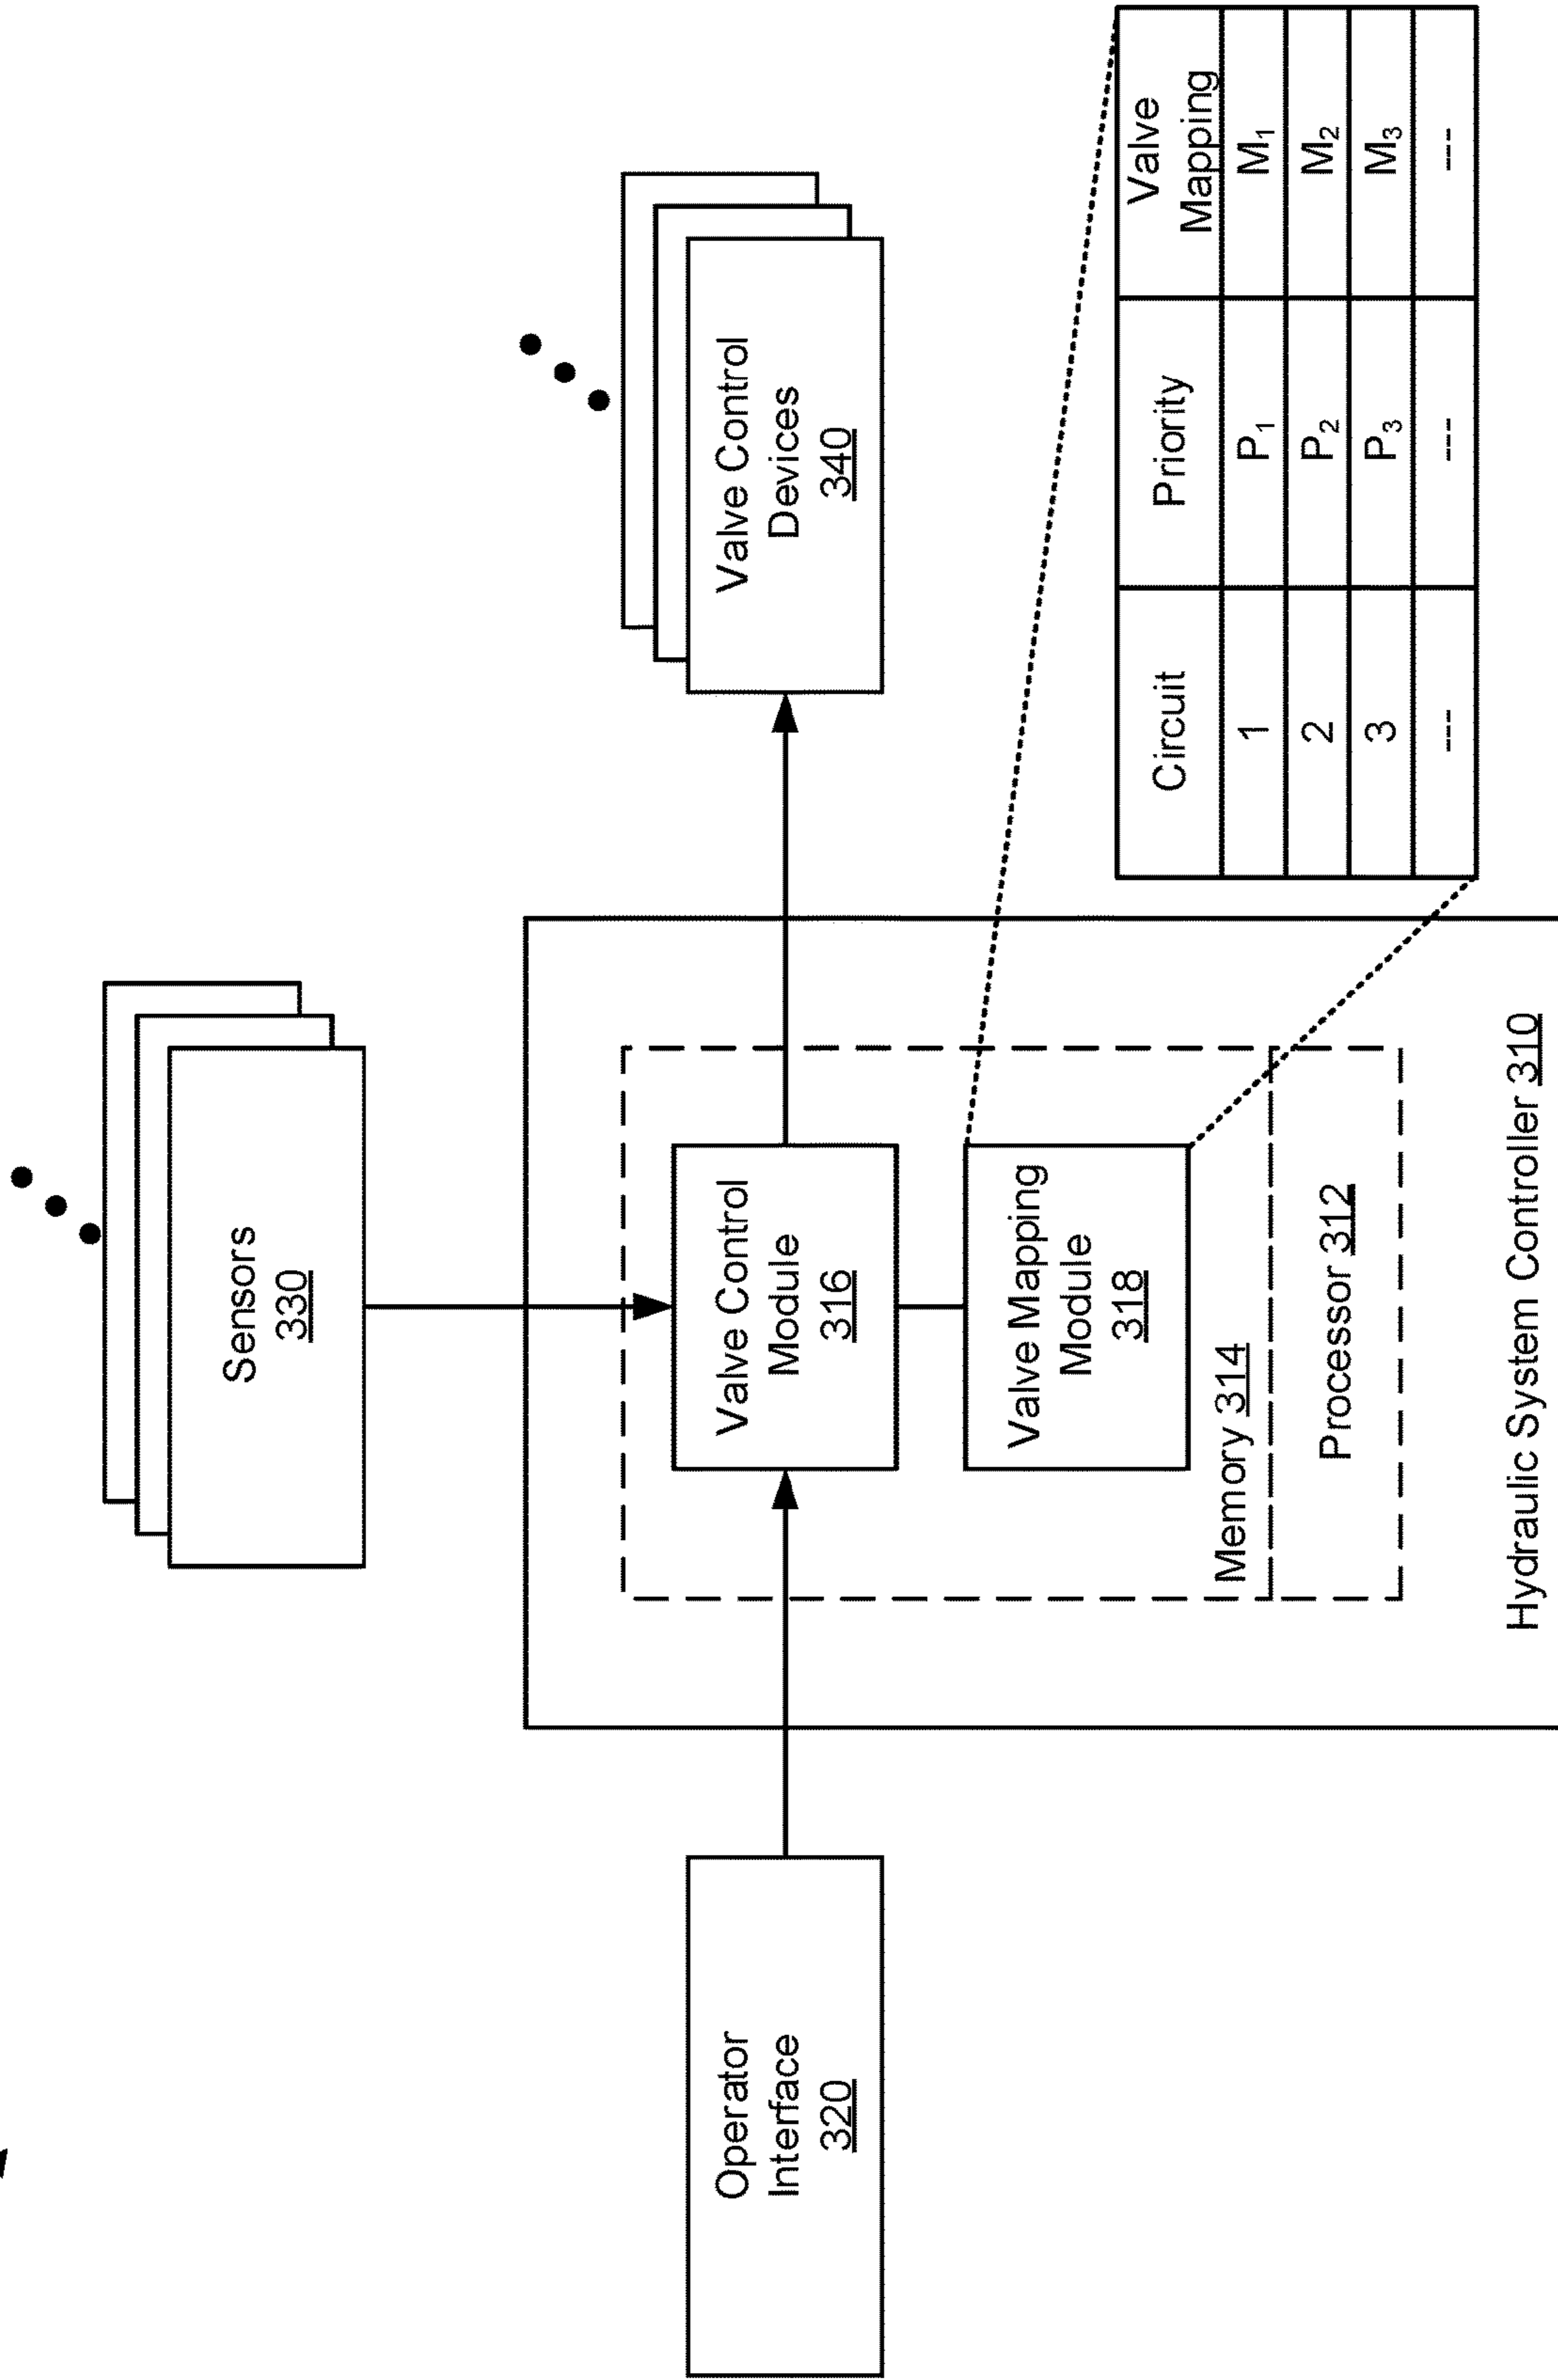 Sensors
330
Operator
Interface
320
Valve Control
Module
316
Valve Control
Devices
340
Valve Mapping
Module
318
Memory 314
Processor 312
Hydraulic System Controller 310
Circuit Priority Valve Mapping
1 P₁ M₁
2 P₂ M₂
3 P₃ M₃
--- --- ---